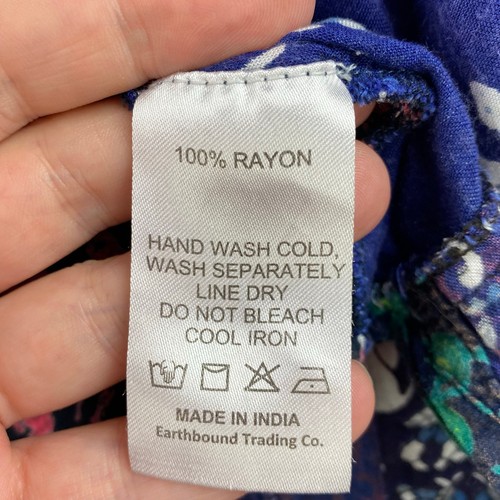 100% RAYON
HAND WASH COLD,
WASH SEPARATELY
LINE DRY
DO NOT BLEACH
COOL IRON
MADE IN INDIA
Earthbound Trading Co.